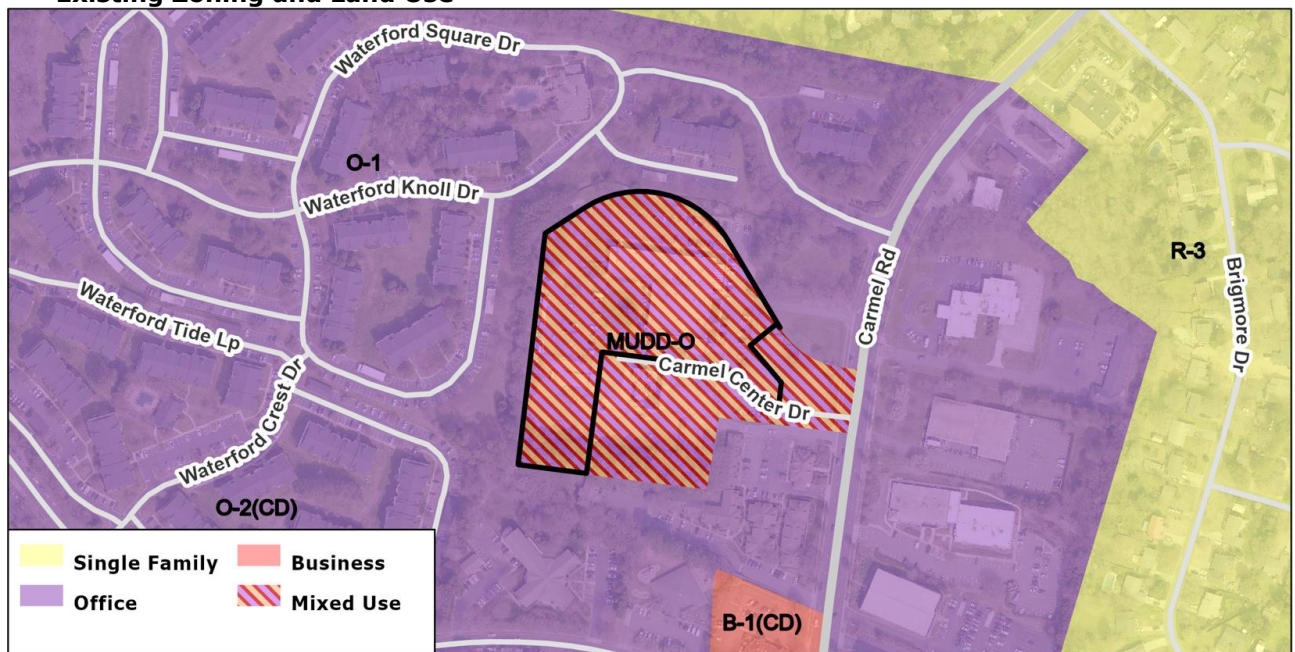 Existing Zoning and Land Use
Waterford Square Dr
O-1
Waterford Knoll Dr
Carmel Rd
R-3
Brigmore Dr
Waterford Tide Lp
MUDD-O
Carmel Center Dr
Waterford Crest Dr
O-2(CD)
B-1(CD)
Single Family
Business
Office
Mixed Use